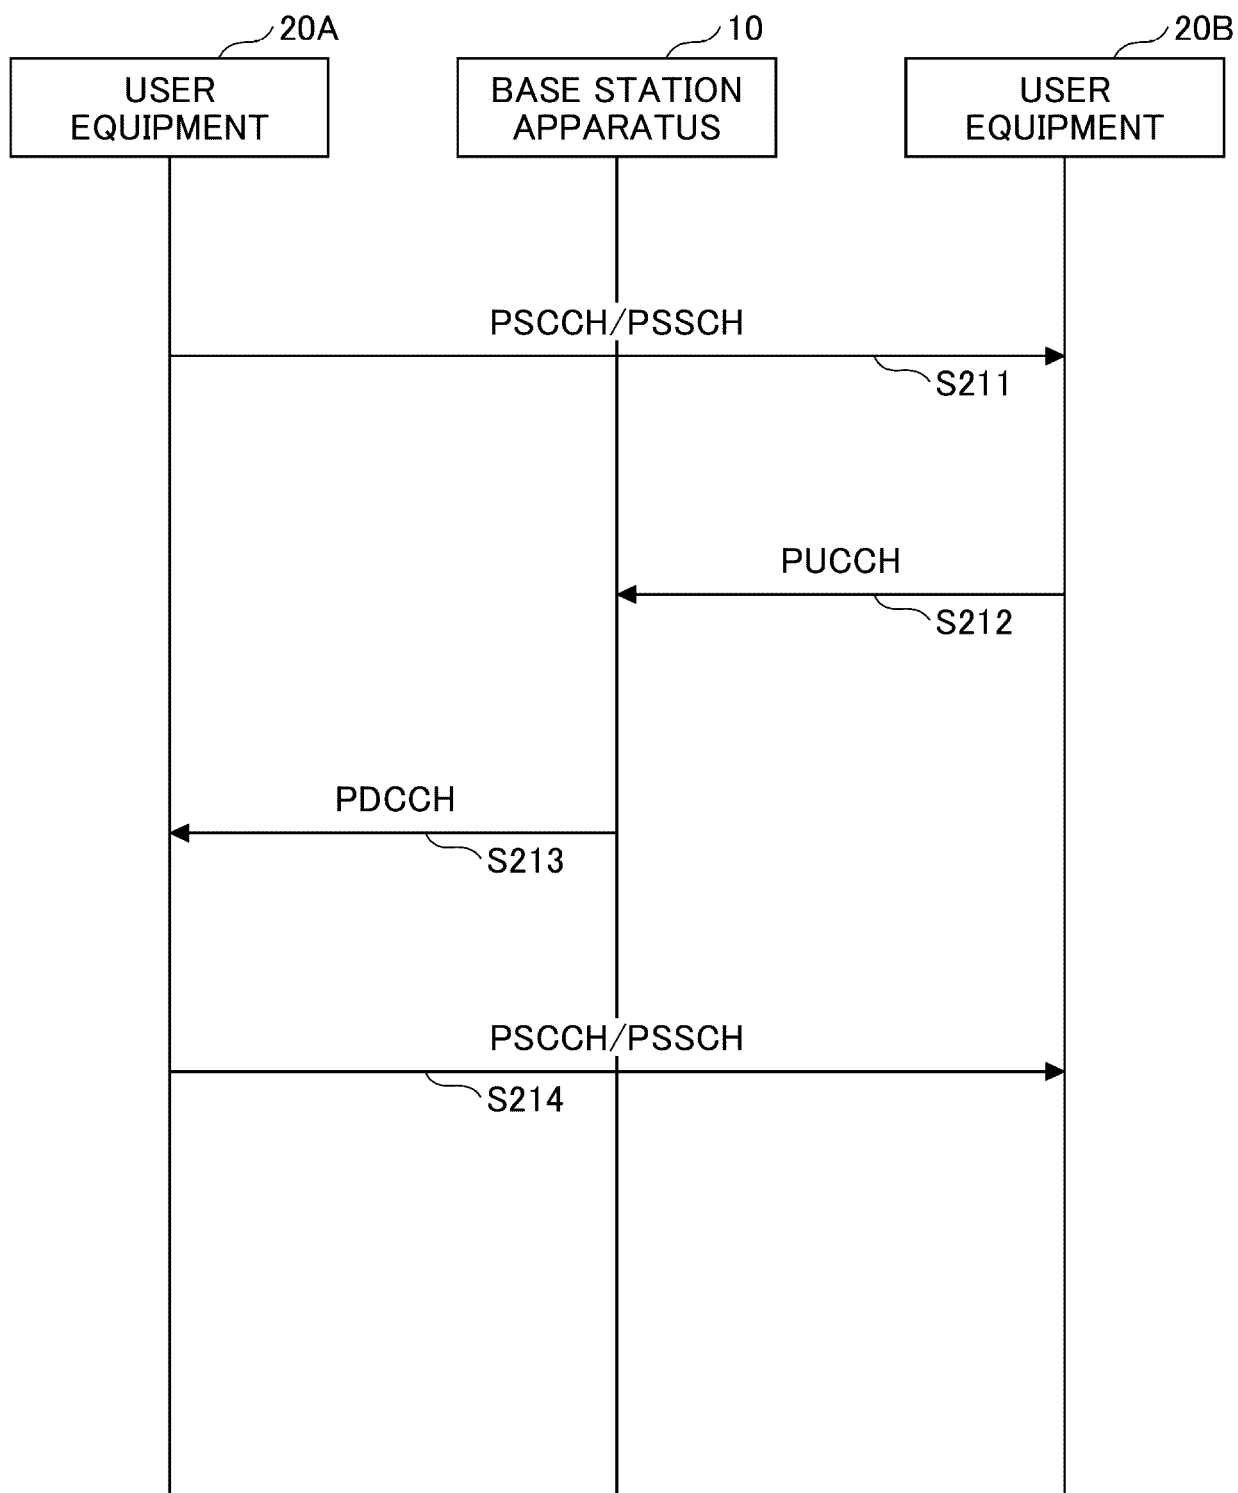 20A
10
20B
USER
EQUIPMENT
BASE STATION
APPARATUS
USER
EQUIPMENT
PSCCH/PSSCH
S211
PUCCH
S212
PDCCH
S213
PSCCH/PSSCH
S214